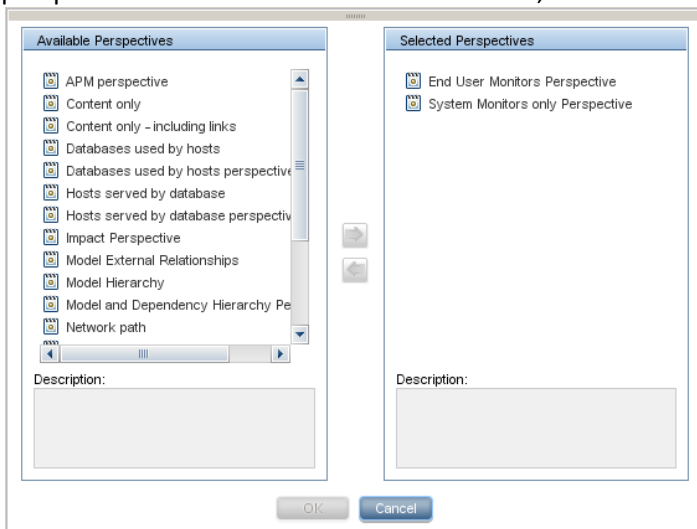 Available Perspectives
APM perspective
Content only
Content only – including links
Databases used by hosts
Databases used by hosts perspective
Hosts served by database
Hosts served by database perspectiv
Impact Perspective
Model External Relationships
Model Hierarchy
Model and Dependency Hierarchy Pe
Network path
Description:
Selected Perspectives
End User Monitors Perspective
System Monitors only Perspective
Description:
OK
Cancel